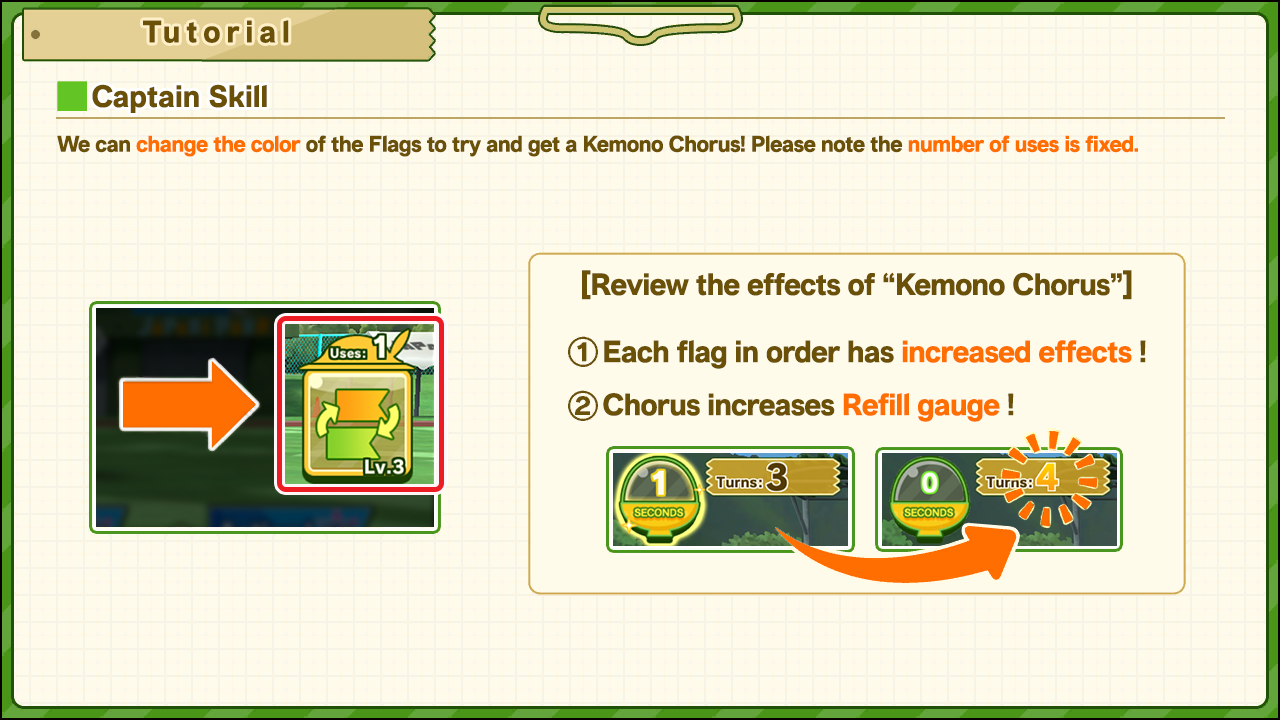 Tutorial
Captain Skill
We can change the color of the Flags to try and get a Kemono Chorus! Please note the number of uses is fixed.
[Review the effects of “Kemono Chorus”]
① Each flag in order has increased effects !
② Chorus increases Refill gauge !
Uses: 1
Lv.3
1
SECONDS
Turns: 3
0
SECONDS
Turns: 4